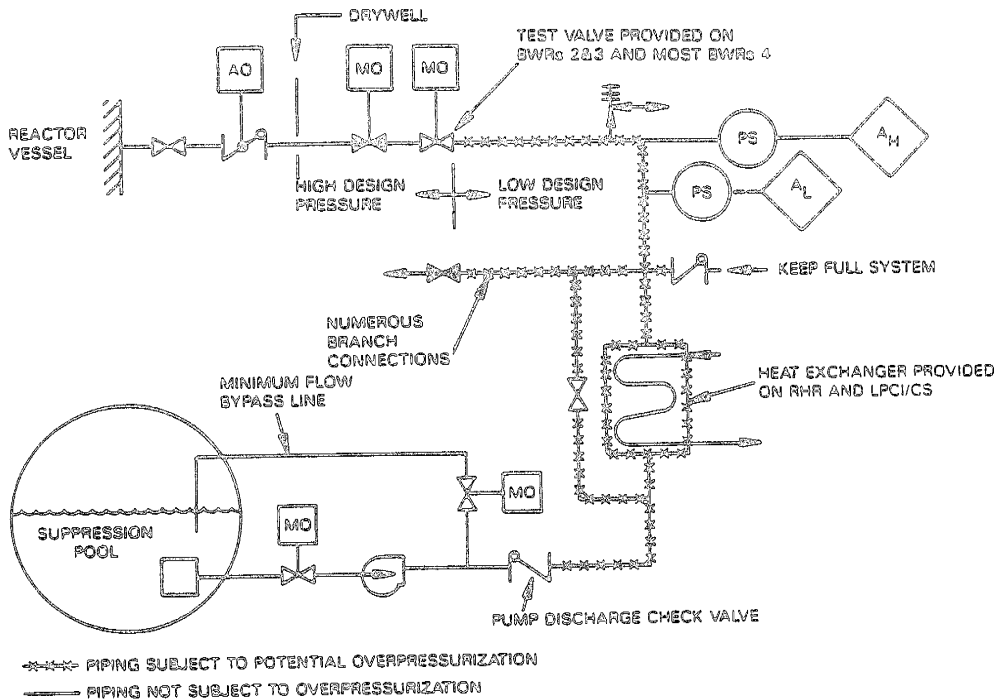 DRYWELL
TEST VALVE PROVIDED ON
BWRs 2&3 AND MOST BWRs 4
AO
MO
MO
REACTOR
VESSEL
PS
AH
PS
AL
HIGH DESIGN
PRESSURE
LOW DESIGN
PRESSURE
KEEP FULL SYSTEM
NUMEROUS
BRANCH
CONNECTIONS
HEAT EXCHANGER PROVIDED
ON RHR AND LPCI/CS
MINIMUM FLOW
BYPASS LINE
MO
MO
SUPPRESSION
POOL
PUMP DISCHARGE CHECK VALVE
PIPING SUBJECT TO POTENTIAL OVERPRESSURIZATION
PIPING NOT SUBJECT TO OVERPRESSURIZATION